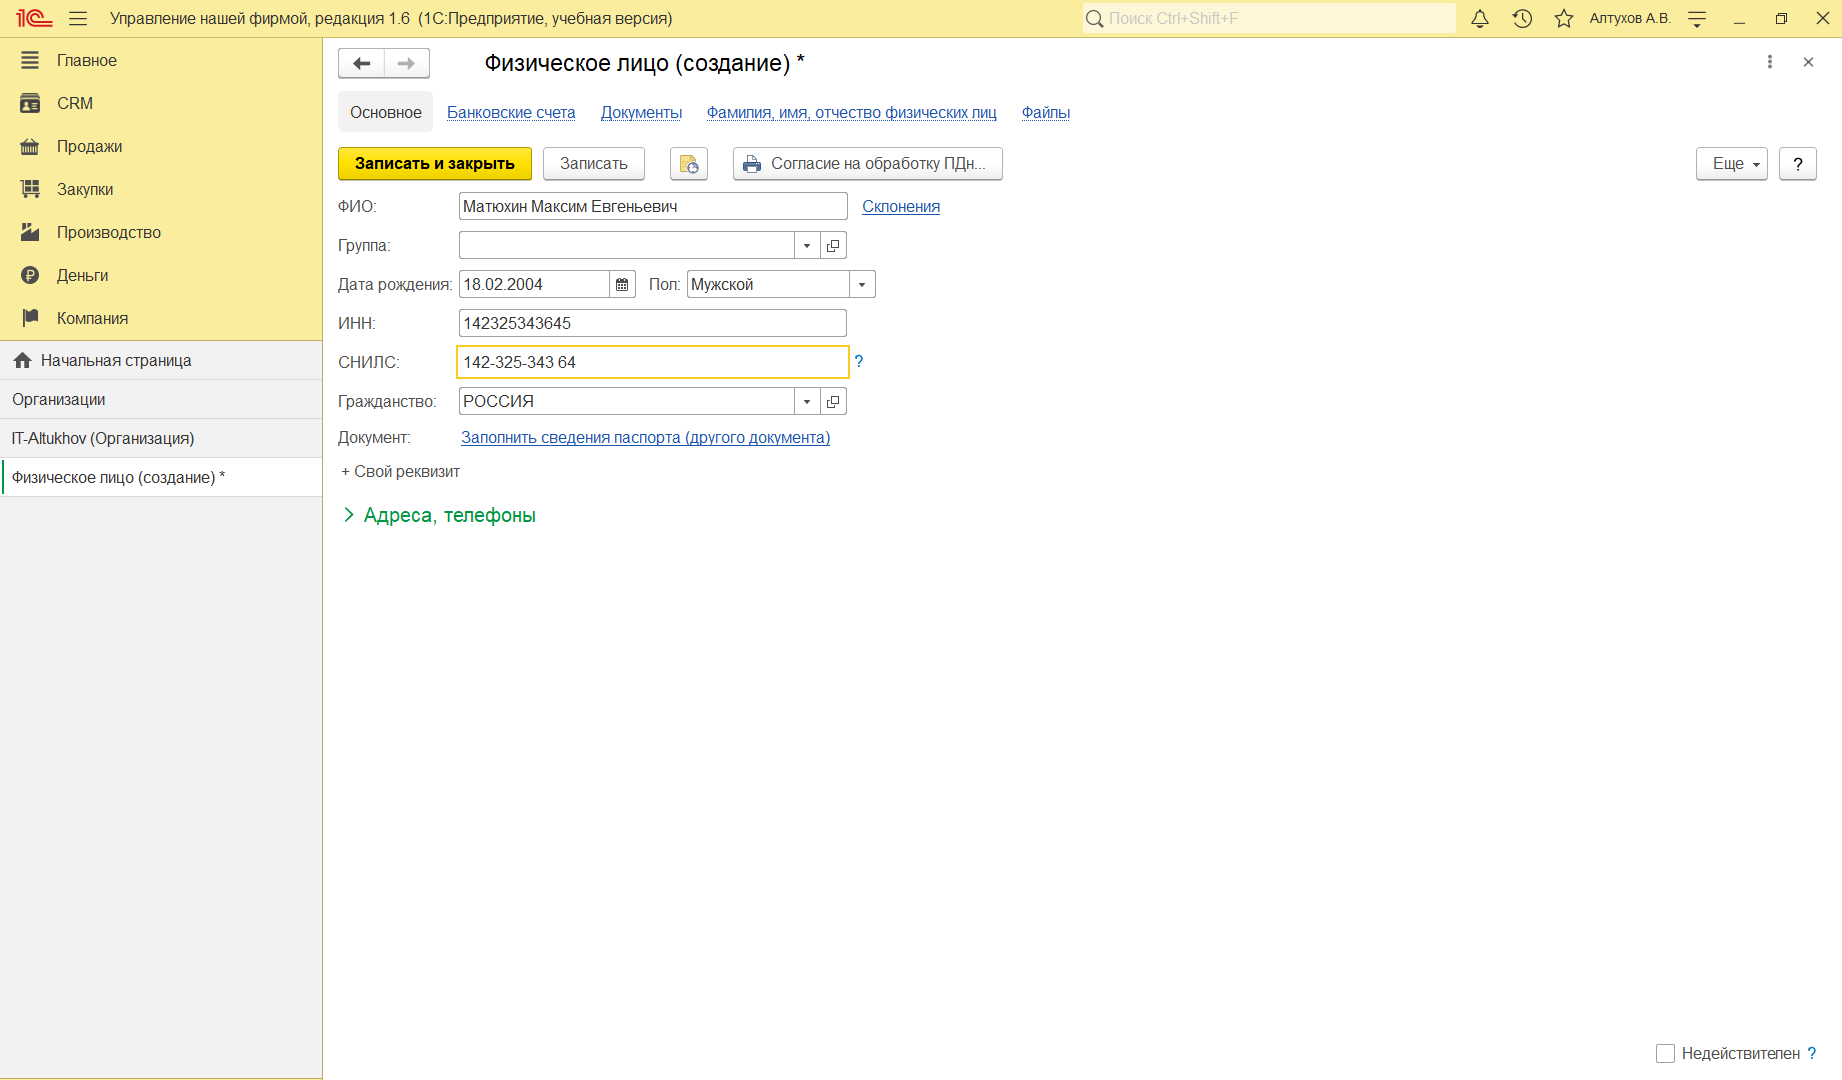 1С Управление нашей фирмой, редакция 1.6 (1С:Предприятие, учебная версия) Поиск Ctrl+Shift+F Алтухов А.В.
Главное
CRM
Продажи
Закупки
Производство
Деньги
Компания
Начальная страница
Организации
IT-Altukhov (Организация)
Физическое лицо (создание) *
Физическое лицо (создание) *
Основное Банковские счета Документы Фамилия, имя, отчество физических лиц Файлы
Записать и закрыть Записать Согласие на обработку ПДн... Еще ?
ФИО: Матюхин Максим Евгеньевич Склонения
Группа:
Дата рождения: 18.02.2004 Пол: Мужской
ИНН: 142325343645
СНИЛС: 142-325-343 64 ?
Гражданство: РОССИЯ
Документ: Заполнить сведения паспорта (другого документа)
+ Свой реквизит
Адреса, телефоны
Недействителен ?